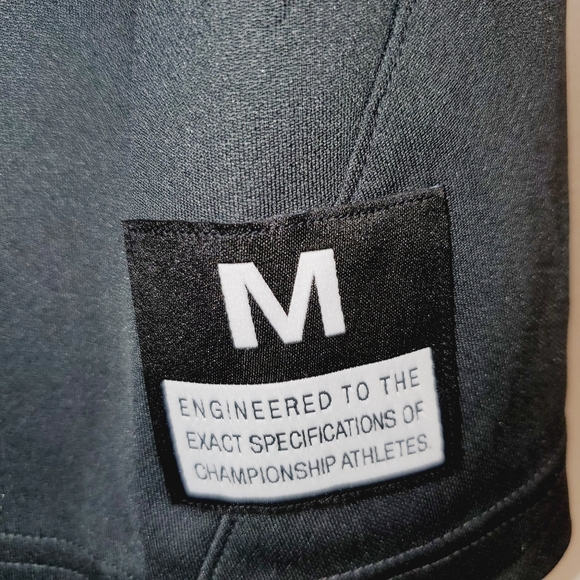 M
ENGINEERED TO THE
EXACT SPECIFICATIONS OF
CHAMPIONSHIP ATHLETES.